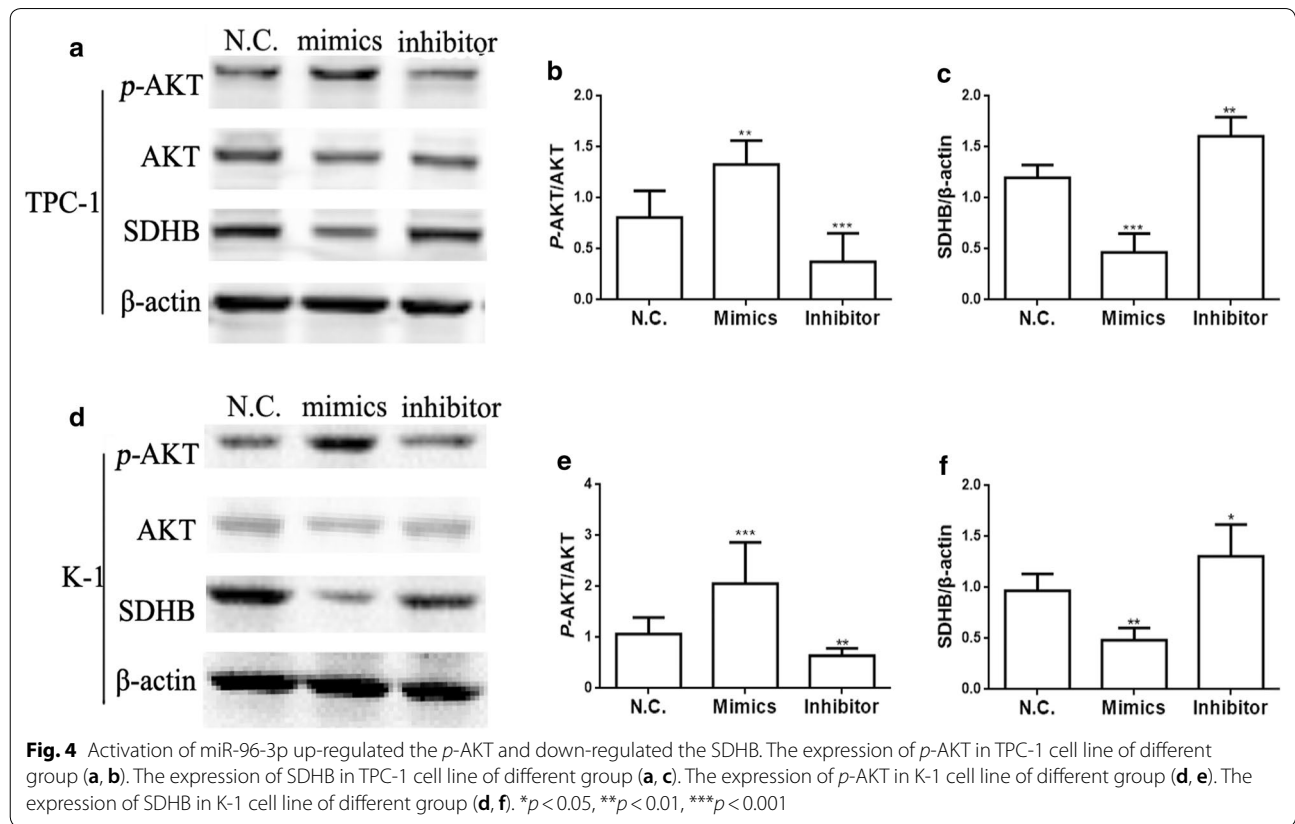 a
N.C. mimics inhibitor
p-AKT
AKT
TPC-1
SDHB
β-actin
b
2.0
1.5
1.0
0.5
0.0
P-AKT/AKT
**
***
N.C. Mimics Inhibitor
c
2.0
1.5
1.0
0.5
0.0
SDHB/β-actin
***
**
N.C. Mimics Inhibitor
d
N.C. mimics inhibitor
p-AKT
AKT
K-1
SDHB
β-actin
e
4
3
2
1
0
P-AKT/AKT
***
**
N.C. Mimics Inhibitor
f
2.0
1.5
1.0
0.5
0.0
SDHB/β-actin
**
*
N.C. Mimics Inhibitor
Fig. 4 Activation of miR-96-3p up-regulated the p-AKT and down-regulated the SDHB. The expression of p-AKT in TPC-1 cell line of different
group (a, b). The expression of SDHB in TPC-1 cell line of different group (a, c). The expression of p-AKT in K-1 cell line of different group (d, e). The
expression of SDHB in K-1 cell line of different group (d, f). *p < 0.05, **p < 0.01, ***p < 0.001